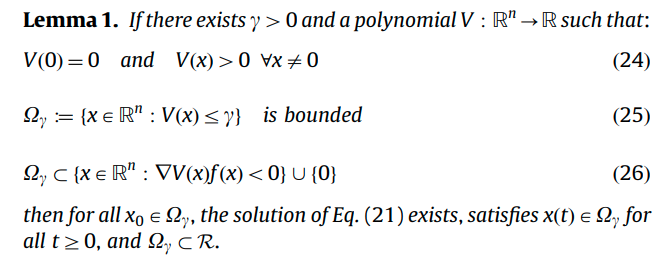 Lemma 1. If there exists γ > 0 and a polynomial V : ℝⁿ → ℝ such that:
V(0) = 0 and V(x) > 0 ∀x ≠ 0 (24)
Ω_γ := {x ∈ ℝⁿ : V(x) ≤ γ} is bounded (25)
Ω_γ ⊂ {x ∈ ℝⁿ : ∇V(x)f(x) < 0} ∪ {0} (26)
then for all x₀ ∈ Ω_γ, the solution of Eq. (21) exists, satisfies x(t) ∈ Ω_γ for
all t ≥ 0, and Ω_γ ⊂ ℛ.